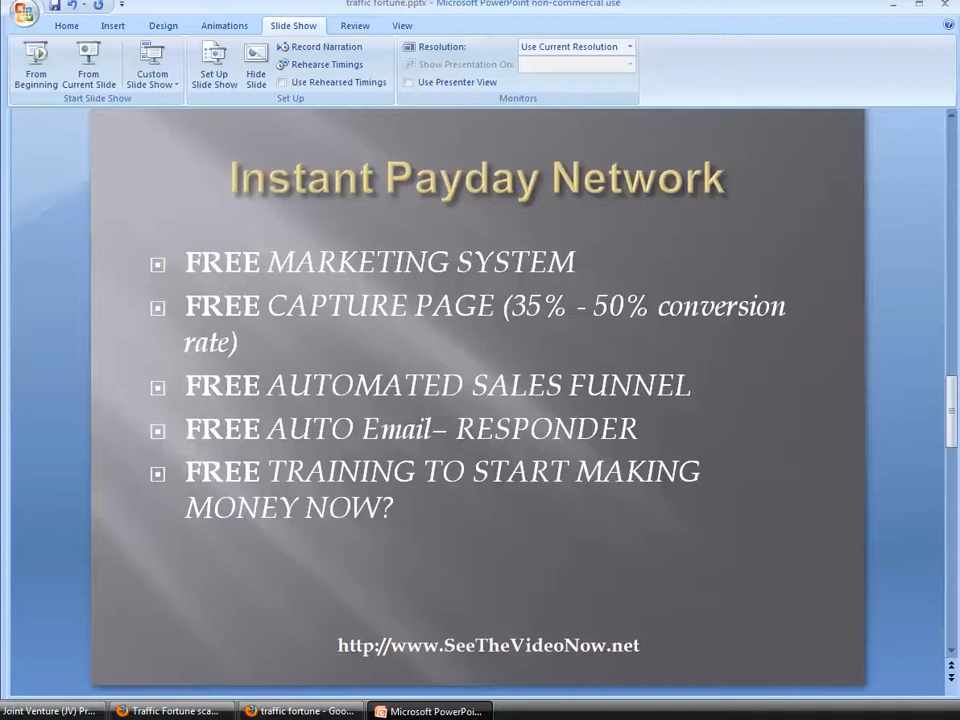 traffic fortune.pptx - Microsoft PowerPoint non-commercial use
Home Insert Design Animations Slide Show Review View
From Beginning
From Current Slide
Custom Slide Show
Start Slide Show
Set Up Slide Show
Hide Slide
Record Narration
Rehearse Timings
Use Rehearsed Timings
Set Up
Resolution: Use Current Resolution
Show Presentation On:
Use Presenter View
Monitors
Instant Payday Network
FREE MARKETING SYSTEM
FREE CAPTURE PAGE (35% - 50% conversion
rate)
FREE AUTOMATED SALES FUNNEL
FREE AUTO Email– RESPONDER
FREE TRAINING TO START MAKING
MONEY NOW?
http://www.SeeTheVideoNow.net
Joint Venture (JV) Pr... Traffic Fortune sca... traffic fortune - Goo... Microsoft PowerPoi...